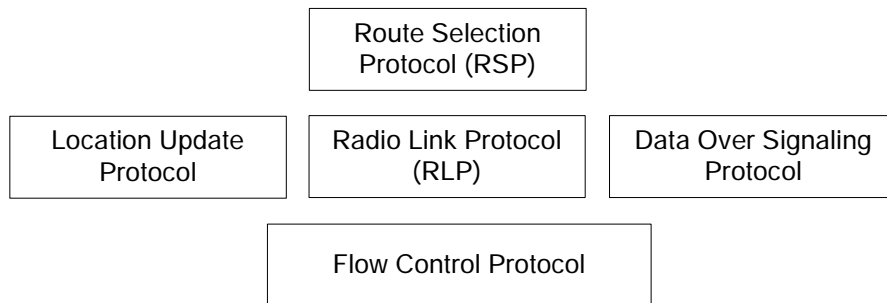 Route Selection
Protocol (RSP)
Location Update
Protocol
Radio Link Protocol
(RLP)
Data Over Signaling
Protocol
Flow Control Protocol